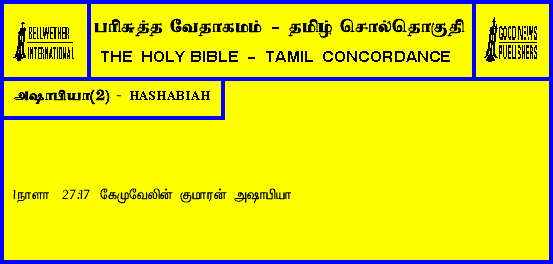 BELLWETHER
INTERNATIONAL
பரிசுத்த வேதாகமம் - தமிழ் சொல்தொகுதி
THE HOLY BIBLE - TAMIL CONCORDANCE
GOOD NEWS
PUBLISHERS
அஷாபியா(2) - HASHABIAH
1நாளா 27:17 கேமுவேலின் குமாரன் அஷாபியா